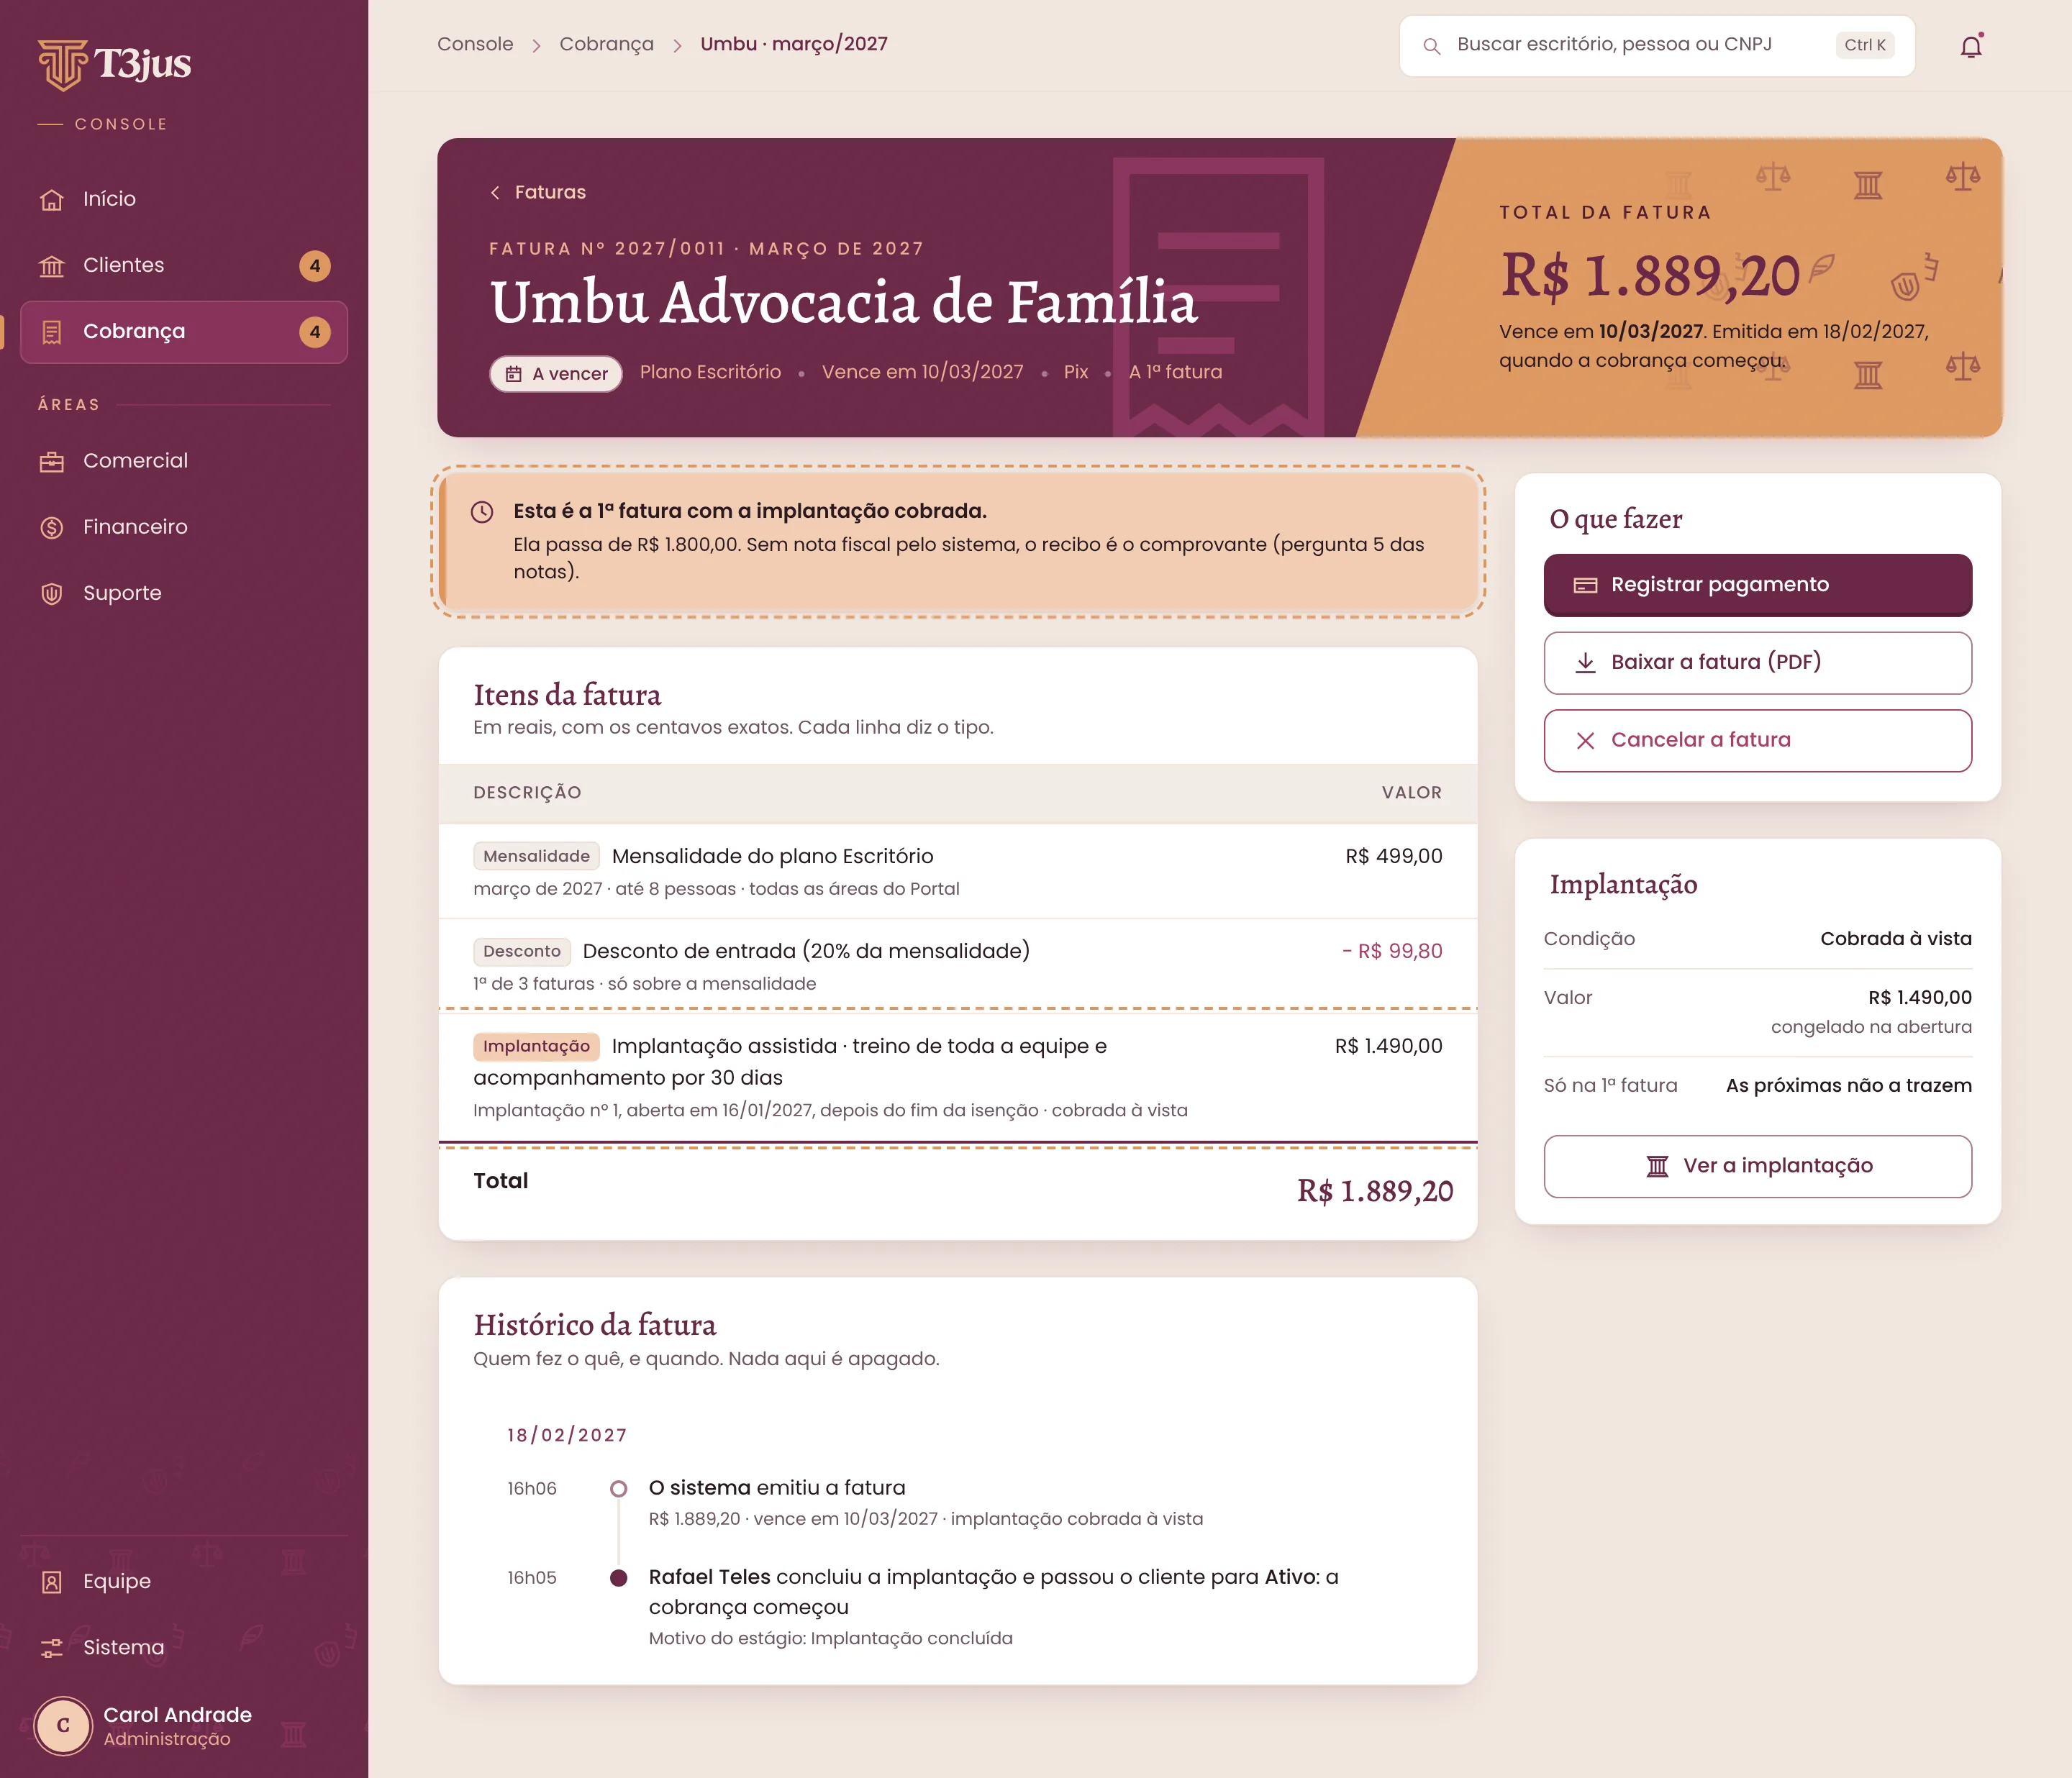 T3jus
CONSOLE
Início
Clientes 4
Cobrança 4
ÁREAS
Comercial
Financeiro
Suporte
Equipe
Sistema
C
Carol Andrade
Administração
Console > Cobrança > Umbu · março/2027
Buscar escritório, pessoa ou CNPJ Ctrl K
Faturas
FATURA Nº 2027/0011 · MARÇO DE 2027
Umbu Advocacia de Família
A vencer Plano Escritório • Vence em 10/03/2027 • Pix • A 1ª fatura
TOTAL DA FATURA
R$ 1.889,20
Vence em 10/03/2027. Emitida em 18/02/2027,
quando a cobrança começou.
Esta é a 1ª fatura com a implantação cobrada.
Ela passa de R$ 1.800,00. Sem nota fiscal pelo sistema, o recibo é o comprovante (pergunta 5 das
notas).
Itens da fatura
Em reais, com os centavos exatos. Cada linha diz o tipo.
DESCRIÇÃO VALOR
Mensalidade Mensalidade do plano Escritório R$ 499,00
março de 2027 · até 8 pessoas · todas as áreas do Portal
Desconto Desconto de entrada (20% da mensalidade) − R$ 99,80
1ª de 3 faturas · só sobre a mensalidade
Implantação Implantação assistida · treino de toda a equipe e R$ 1.490,00
acompanhamento por 30 dias
Implantação nº 1, aberta em 16/01/2027, depois do fim da isenção · cobrada à vista
Total R$ 1.889,20
Histórico da fatura
Quem fez o quê, e quando. Nada aqui é apagado.
18/02/2027
16h06 O sistema emitiu a fatura
R$ 1.889,20 · vence em 10/03/2027 · implantação cobrada à vista
16h05 Rafael Teles concluiu a implantação e passou o cliente para Ativo: a
cobrança começou
Motivo do estágio: Implantação concluída
O que fazer
Registrar pagamento
Baixar a fatura (PDF)
Cancelar a fatura
Implantação
Condição Cobrada à vista
Valor R$ 1.490,00
congelado na abertura
Só na 1ª fatura As próximas não a trazem
Ver a implantação